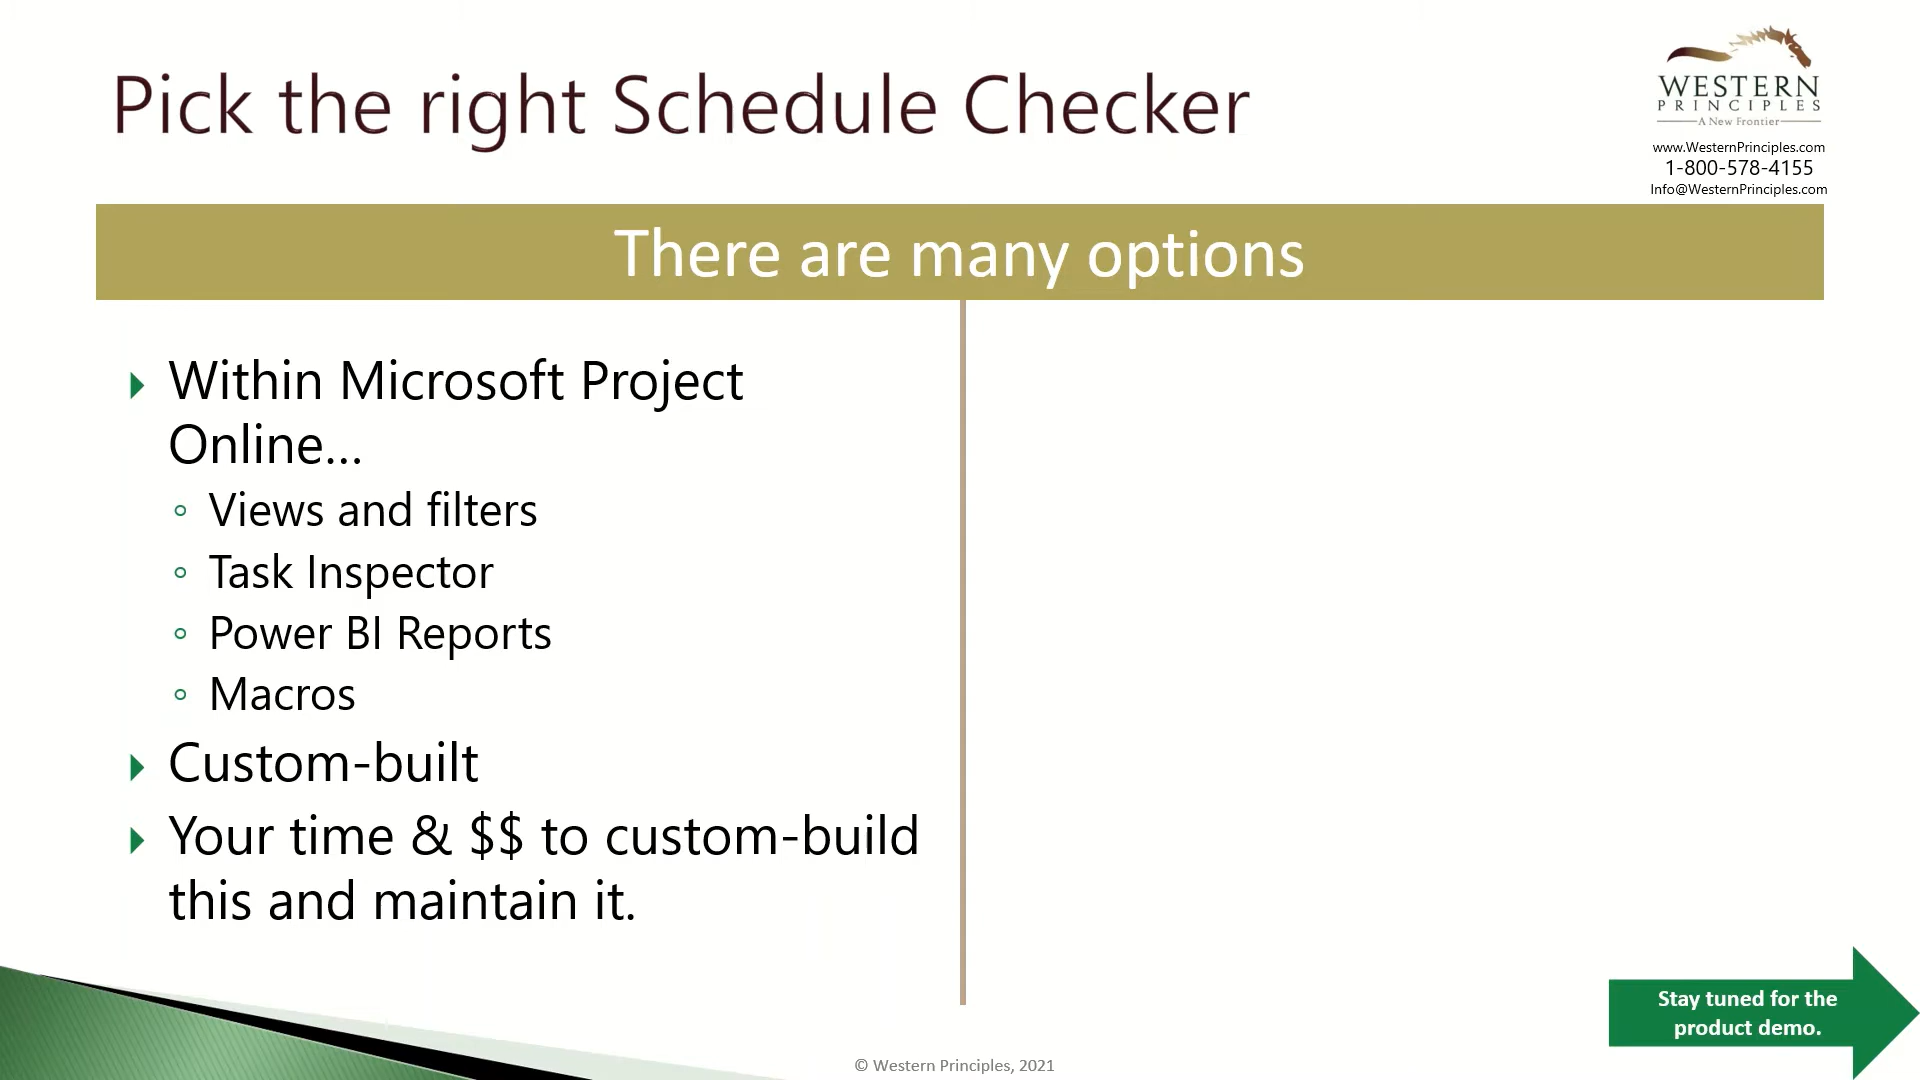 Pick the right Schedule Checker
WESTERN
PRINCIPLES
A New Frontier
www.WesternPrinciples.com
1-800-578-4155
Info@WesternPrinciples.com
There are many options
Within Microsoft Project
Online...
Views and filters
Task Inspector
Power BI Reports
Macros
Custom-built
Your time & $$ to custom-build
this and maintain it.
Stay tuned for the
product demo.
© Western Principles, 2021